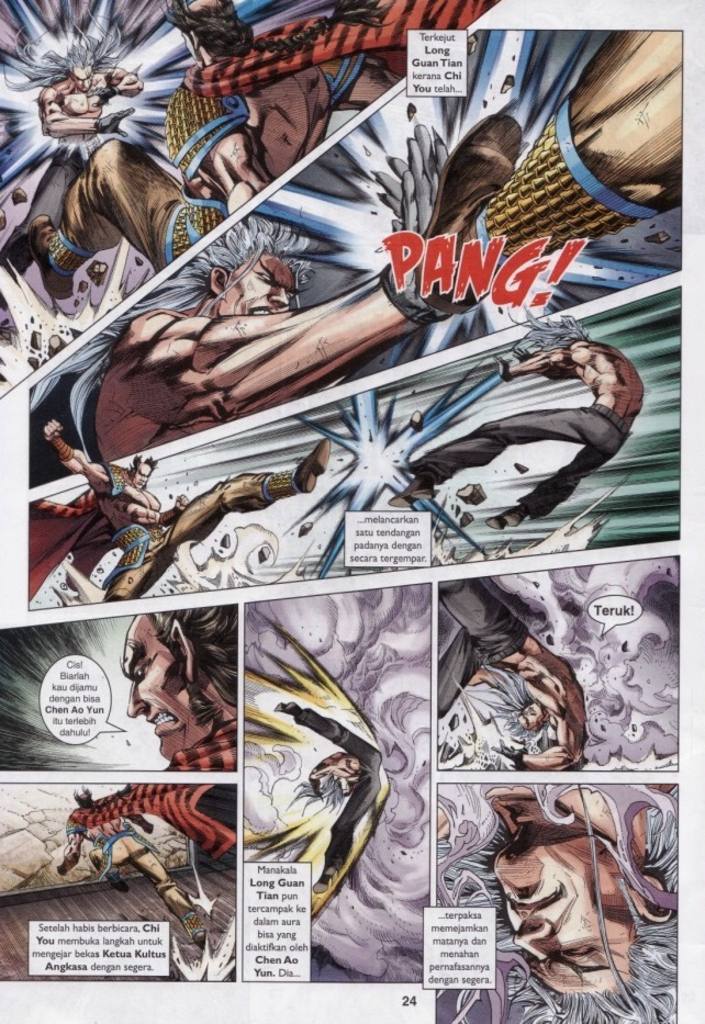 Terkejut
Long
Guan Tian
kerana Chi
You telah...
PANG!
...melancarkan
satu tendangan
padanya dengan
secara tergempar.
Cis!
Biarlah
kau dijamu
dengan bisa
Chen Ao Yun
itu terlebih
dahulu!
Setelah habis berbicara, Chi
You membuka langkah untuk
mengejar bekas Ketua Kultus
Angkasa dengan segera.
Manakala
Long Guan
Tian pun
tercampak ke
dalam aura
bisa yang
diaktifkan oleh
Chen Ao
Yun. Dia...
Teruk!
...terpaksa
memejamkan
matanya dan
menahan
pernafasannya
dengan segera.
24